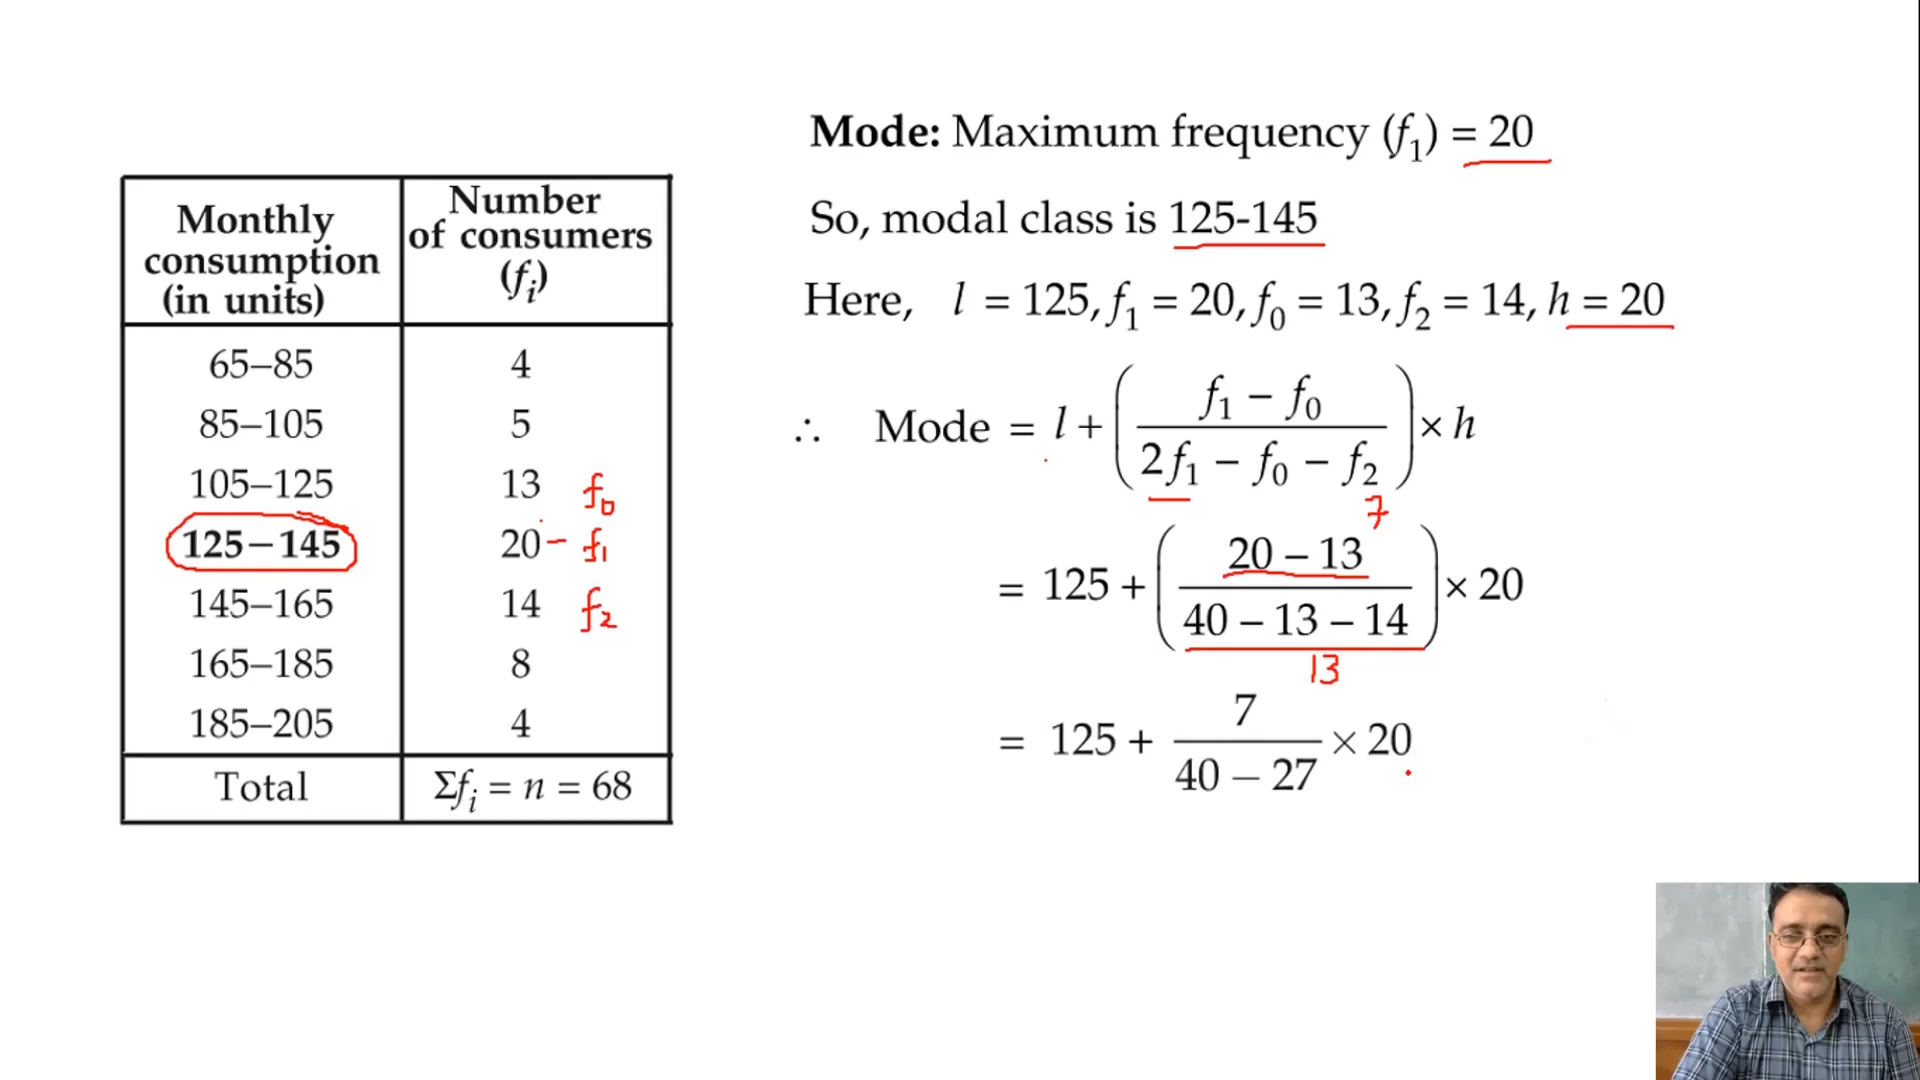 Monthly consumption (in units) | Number of consumers (fᵢ)
65–85 | 4
85–105 | 5
105–125 | 13 f₀
125–145 | 20 – f₁
145–165 | 14 f₂
165–185 | 8
185–205 | 4
Total | Σfᵢ = n = 68
Mode: Maximum frequency (f₁) = 20
So, modal class is 125-145
Here, l = 125, f₁ = 20, f₀ = 13, f₂ = 14, h = 20
∴ Mode = l + ( (f₁ − f₀) / (2f₁ − f₀ − f₂) ) × h
7
= 125 + ( (20 − 13) / (40 − 13 − 14) ) × 20
13
= 125 + 7 / (40 − 27) × 20